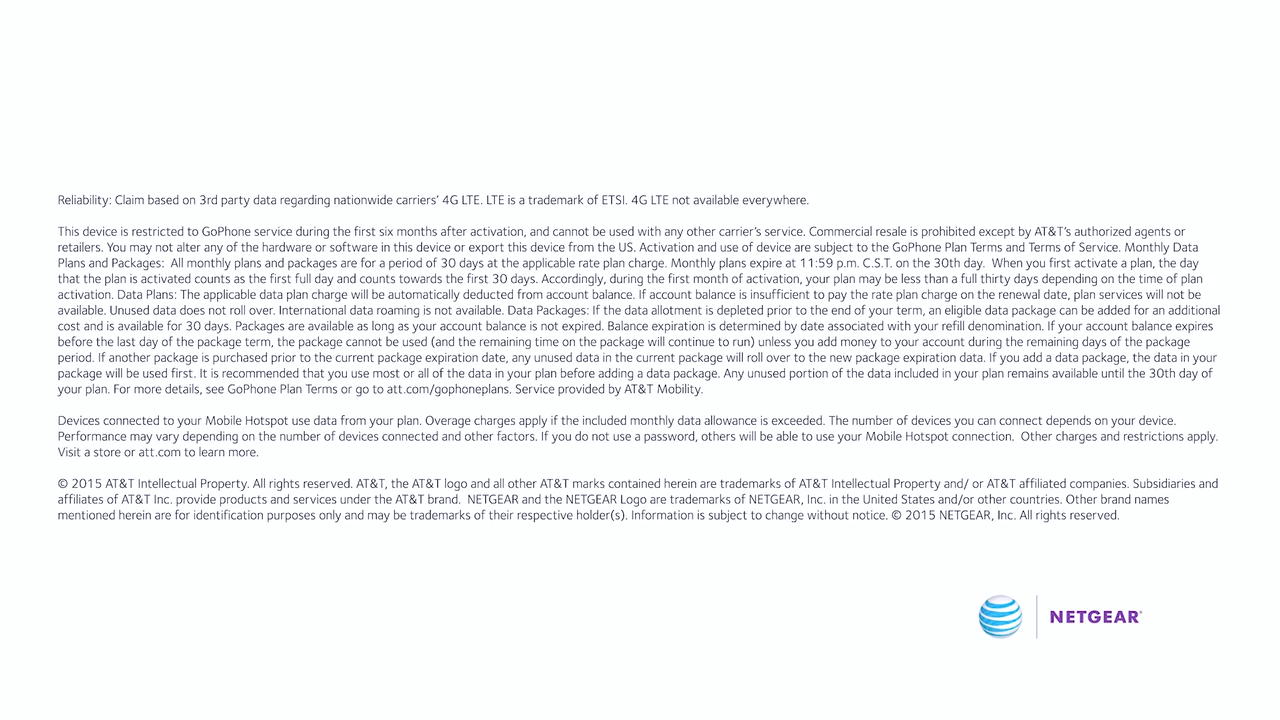 Reliability: Claim based on 3rd party data regarding nationwide carriers’ 4G LTE. LTE is a trademark of ETSI. 4G LTE not available everywhere.
This device is restricted to GoPhone service during the first six months after activation, and cannot be used with any other carrier’s service. Commercial resale is prohibited except by AT&T’s authorized agents or
retailers. You may not alter any of the hardware or software in this device or export this device from the US. Activation and use of device are subject to the GoPhone Plan Terms and Terms of Service. Monthly Data
Plans and Packages:  All monthly plans and packages are for a period of 30 days at the applicable rate plan charge. Monthly plans expire at 11:59 p.m. C.S.T. on the 30th day.  When you first activate a plan, the day
that the plan is activated counts as the first full day and counts towards the first 30 days. Accordingly, during the first month of activation, your plan may be less than a full thirty days depending on the time of plan
activation. Data Plans: The applicable data plan charge will be automatically deducted from account balance. If account balance is insufficient to pay the rate plan charge on the renewal date, plan services will not be
available. Unused data does not roll over. International data roaming is not available. Data Packages: If the data allotment is depleted prior to the end of your term, an eligible data package can be added for an additional
cost and is available for 30 days. Packages are available as long as your account balance is not expired. Balance expiration is determined by date associated with your refill denomination. If your account balance expires
before the last day of the package term, the package cannot be used (and the remaining time on the package will continue to run) unless you add money to your account during the remaining days of the package
period. If another package is purchased prior to the current package expiration date, any unused data in the current package will roll over to the new package expiration data. If you add a data package, the data in your
package will be used first. It is recommended that you use most or all of the data in your plan before adding a data package. Any unused portion of the data included in your plan remains available until the 30th day of
your plan. For more details, see GoPhone Plan Terms or go to att.com/gophoneplans. Service provided by AT&T Mobility.
Devices connected to your Mobile Hotspot use data from your plan. Overage charges apply if the included monthly data allowance is exceeded. The number of devices you can connect depends on your device.
Performance may vary depending on the number of devices connected and other factors. If you do not use a password, others will be able to use your Mobile Hotspot connection.  Other charges and restrictions apply.
Visit a store or att.com to learn more.
© 2015 AT&T Intellectual Property. All rights reserved. AT&T, the AT&T logo and all other AT&T marks contained herein are trademarks of AT&T Intellectual Property and/ or AT&T affiliated companies. Subsidiaries and
affiliates of AT&T Inc. provide products and services under the AT&T brand.  NETGEAR and the NETGEAR Logo are trademarks of NETGEAR, Inc. in the United States and/or other countries. Other brand names
mentioned herein are for identification purposes only and may be trademarks of their respective holder(s). Information is subject to change without notice. © 2015 NETGEAR, Inc. All rights reserved.
NETGEAR®